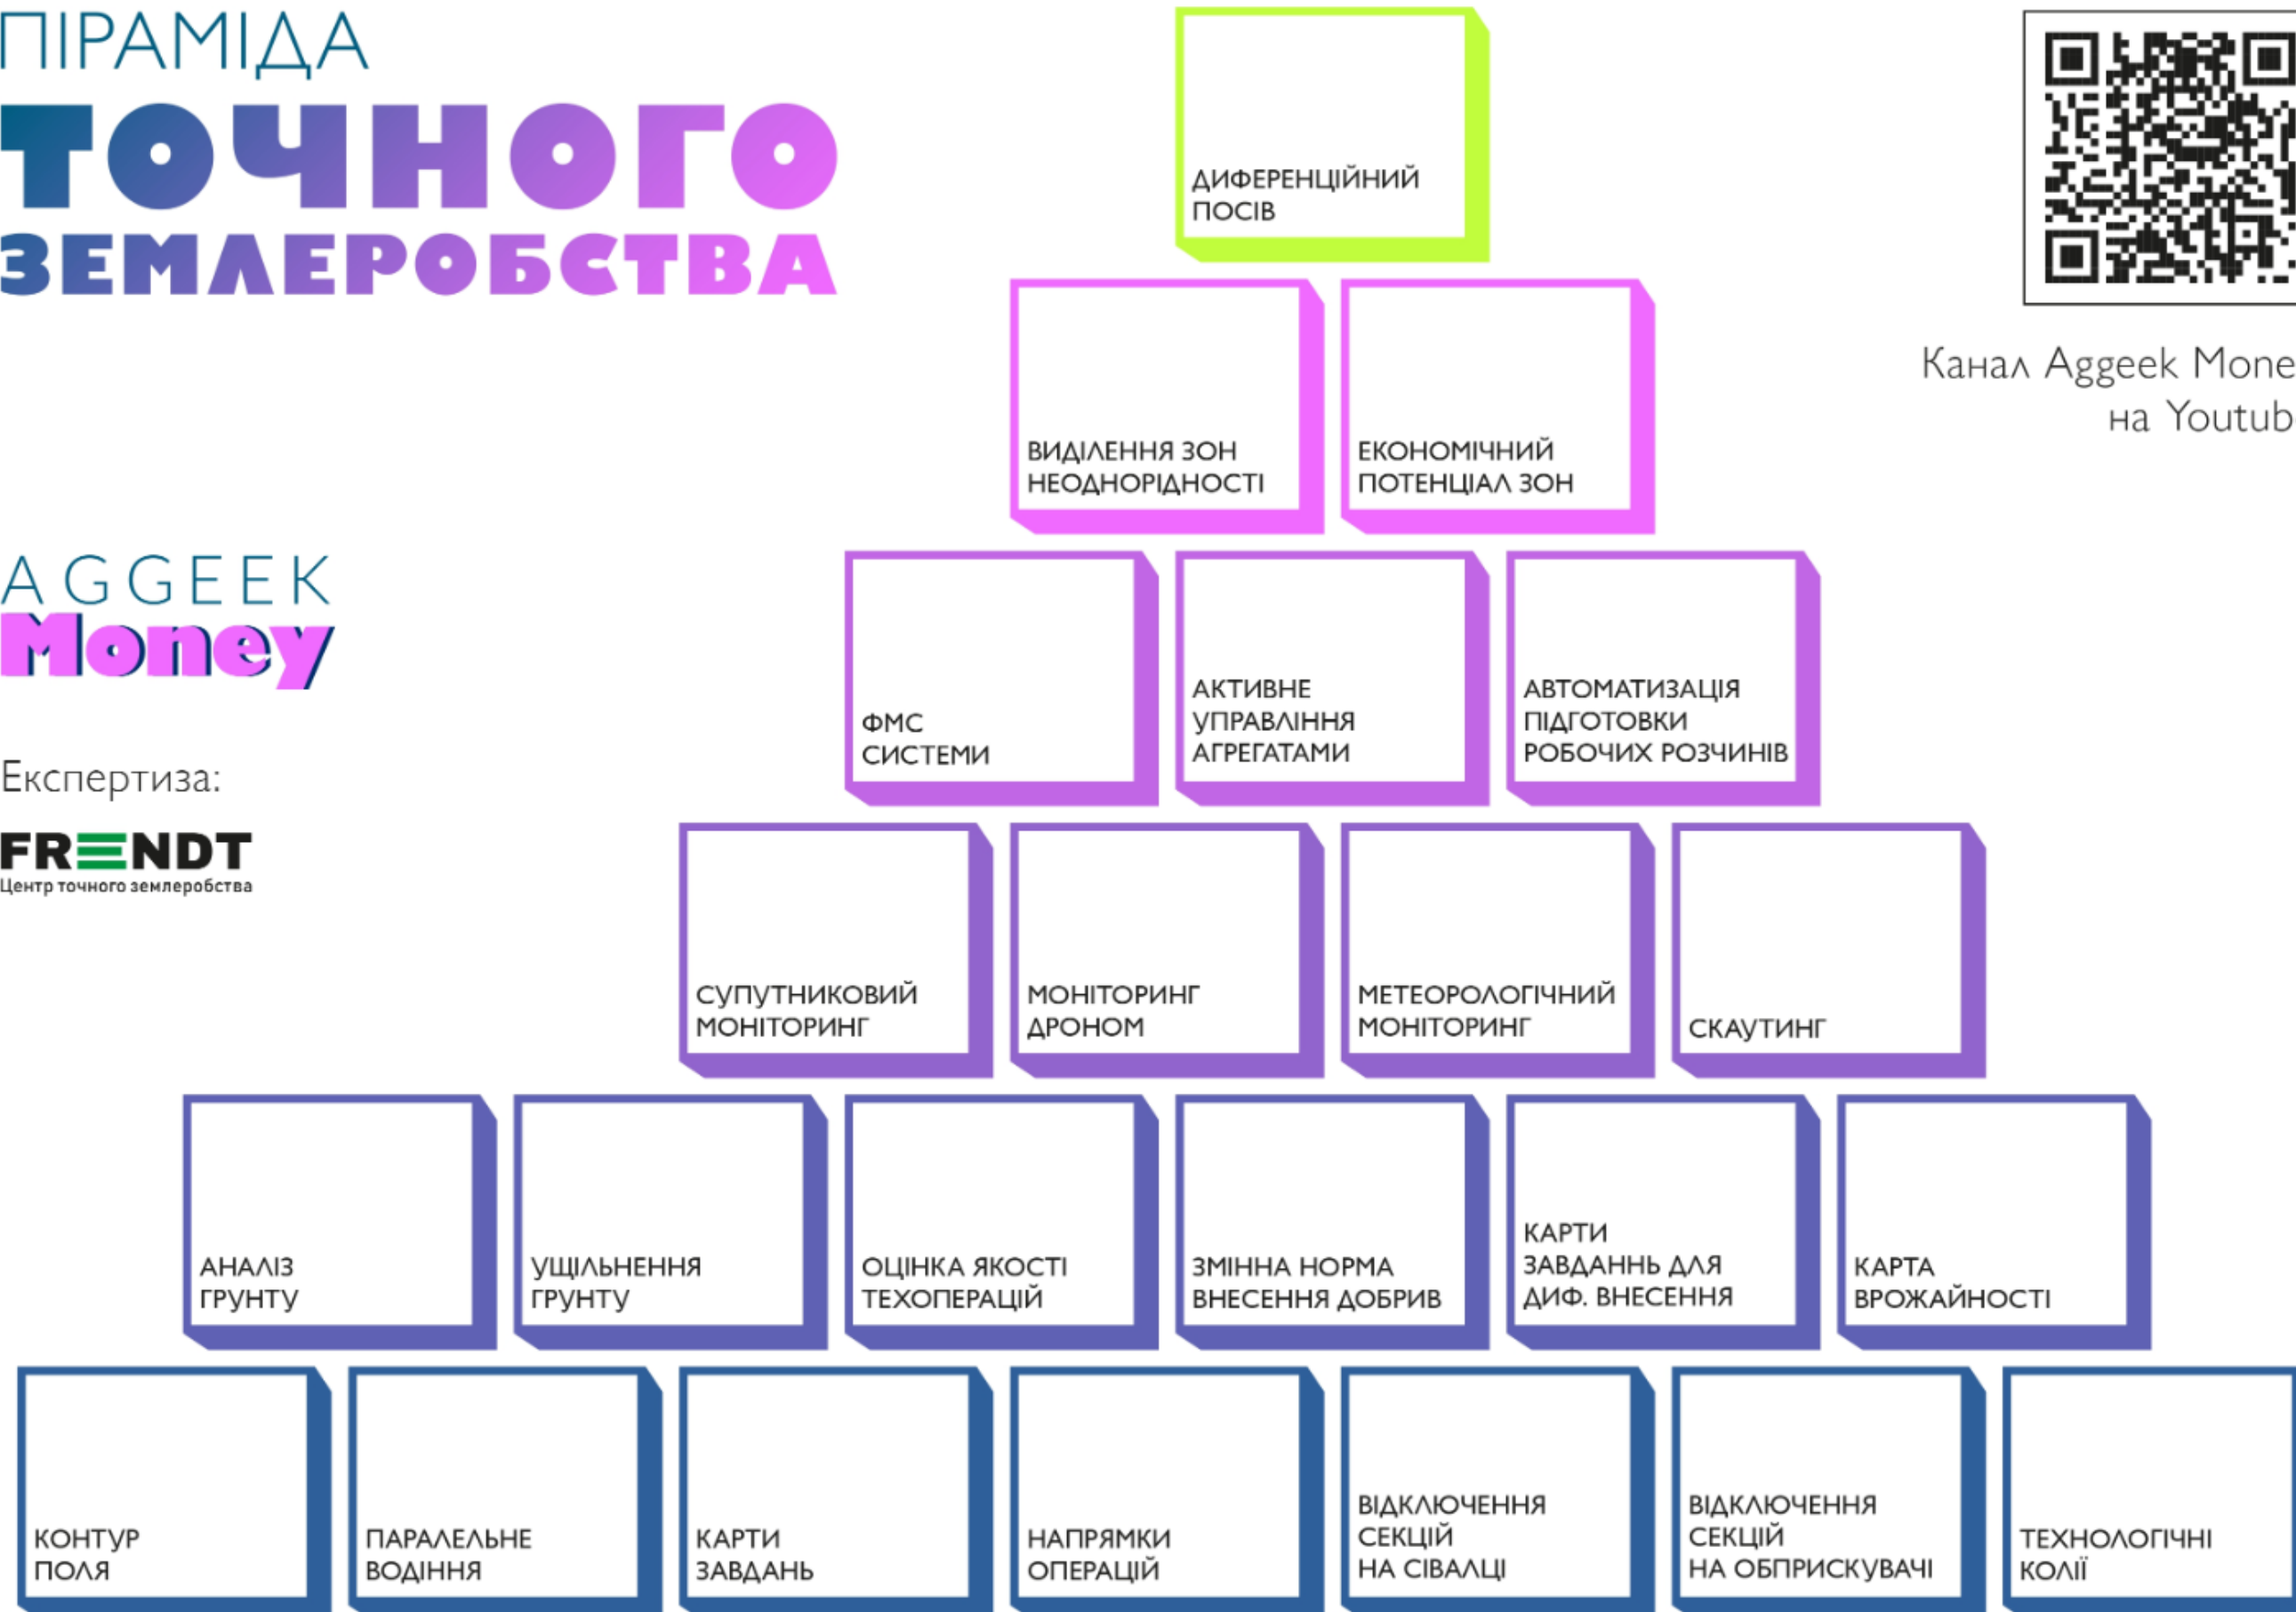 ПІРАМІДА
ТОЧНОГО
ЗЕМЛЕРОБСТВА
Канал Aggeek Mone
на Youtub
AGGEEK
Money
Експертиза:
FRENDT
Центр точного землеробства
ДИФЕРЕНЦІЙНИЙ
ПОСІВ
ВИДІЛЕННЯ ЗОН
НЕОДНОРІДНОСТІ
ЕКОНОМІЧНИЙ
ПОТЕНЦІАЛ ЗОН
ФМС
СИСТЕМИ
АКТИВНЕ
УПРАВЛІННЯ
АГРЕГАТАМИ
АВТОМАТИЗАЦІЯ
ПІДГОТОВКИ
РОБОЧИХ РОЗЧИНІВ
СУПУТНИКОВИЙ
МОНІТОРИНГ
МОНІТОРИНГ
ДРОНОМ
МЕТЕОРОЛОГІЧНИЙ
МОНІТОРИНГ
СКАУТИНГ
АНАЛІЗ
ГРУНТУ
УЩІЛЬНЕННЯ
ГРУНТУ
ОЦІНКА ЯКОСТІ
ТЕХОПЕРАЦІЙ
ЗМІННА НОРМА
ВНЕСЕННЯ ДОБРИВ
КАРТИ
ЗАВДАННЬ ДЛЯ
ДИФ. ВНЕСЕННЯ
КАРТА
ВРОЖАЙНОСТІ
КОНТУР
ПОЛЯ
ПАРАЛЕЛЬНЕ
ВОДІННЯ
КАРТИ
ЗАВДАНЬ
НАПРЯМКИ
ОПЕРАЦІЙ
ВІДКЛЮЧЕННЯ
СЕКЦІЙ
НА СІВАЛЦІ
ВІДКЛЮЧЕННЯ
СЕКЦІЙ
НА ОБПРИСКУВАЧІ
ТЕХНОЛОГІЧНІ
КОЛІЇ